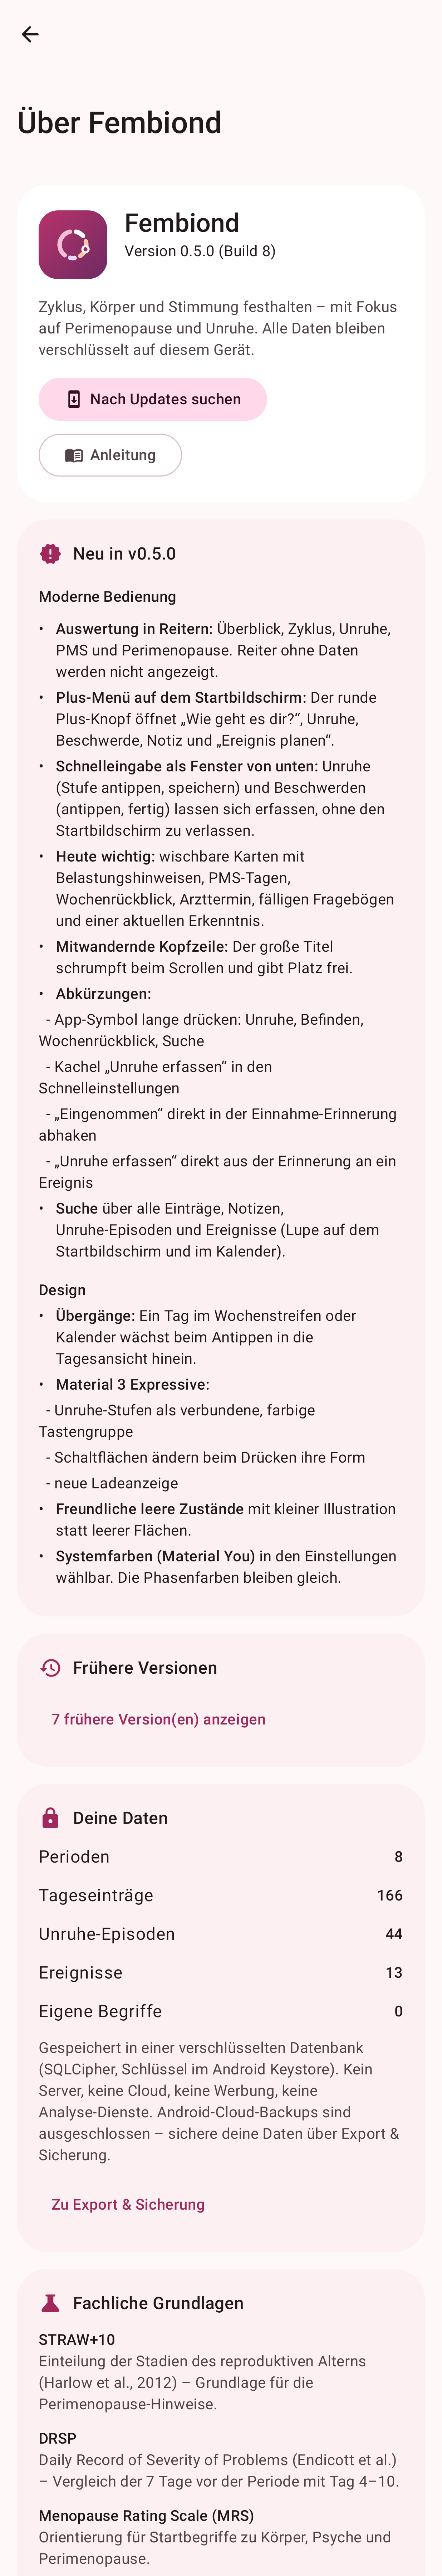 Über Fembiond
Fembiond
Version 0.5.0 (Build 8)
Zyklus, Körper und Stimmung festhalten – mit Fokus
auf Perimenopause und Unruhe. Alle Daten bleiben
verschlüsselt auf diesem Gerät.
Nach Updates suchen
Anleitung
Neu in v0.5.0
Moderne Bedienung
• Auswertung in Reitern: Überblick, Zyklus, Unruhe,
PMS und Perimenopause. Reiter ohne Daten
werden nicht angezeigt.
• Plus-Menü auf dem Startbildschirm: Der runde
Plus-Knopf öffnet „Wie geht es dir?“, Unruhe,
Beschwerde, Notiz und „Ereignis planen“.
• Schnelleingabe als Fenster von unten: Unruhe
(Stufe antippen, speichern) und Beschwerden
(antippen, fertig) lassen sich erfassen, ohne den
Startbildschirm zu verlassen.
• Heute wichtig: wischbare Karten mit
Belastungshinweisen, PMS-Tagen,
Wochenrückblick, Arzttermin, fälligen Fragebögen
und einer aktuellen Erkenntnis.
• Mitwandernde Kopfzeile: Der große Titel
schrumpft beim Scrollen und gibt Platz frei.
• Abkürzungen:
- App-Symbol lange drücken: Unruhe, Befinden,
Wochenrückblick, Suche
- Kachel „Unruhe erfassen“ in den
Schnelleinstellungen
- „Eingenommen“ direkt in der Einnahme-Erinnerung
abhaken
- „Unruhe erfassen“ direkt aus der Erinnerung an ein
Ereignis
• Suche über alle Einträge, Notizen,
Unruhe-Episoden und Ereignisse (Lupe auf dem
Startbildschirm und im Kalender).
Design
• Übergänge: Ein Tag im Wochenstreifen oder
Kalender wächst beim Antippen in die
Tagesansicht hinein.
• Material 3 Expressive:
- Unruhe-Stufen als verbundene, farbige
Tastengruppe
- Schaltflächen ändern beim Drücken ihre Form
- neue Ladeanzeige
• Freundliche leere Zustände mit kleiner Illustration
statt leerer Flächen.
• Systemfarben (Material You) in den Einstellungen
wählbar. Die Phasenfarben bleiben gleich.
Frühere Versionen
7 frühere Version(en) anzeigen
Deine Daten
Perioden 8
Tageseinträge 166
Unruhe-Episoden 44
Ereignisse 13
Eigene Begriffe 0
Gespeichert in einer verschlüsselten Datenbank
(SQLCipher, Schlüssel im Android Keystore). Kein
Server, keine Cloud, keine Werbung, keine
Analyse-Dienste. Android-Cloud-Backups sind
ausgeschlossen – sichere deine Daten über Export &
Sicherung.
Zu Export & Sicherung
Fachliche Grundlagen
STRAW+10
Einteilung der Stadien des reproduktiven Alterns
(Harlow et al., 2012) – Grundlage für die
Perimenopause-Hinweise.
DRSP
Daily Record of Severity of Problems (Endicott et al.)
– Vergleich der 7 Tage vor der Periode mit Tag 4–10.
Menopause Rating Scale (MRS)
Orientierung für Startbegriffe zu Körper, Psyche und
Perimenopause.